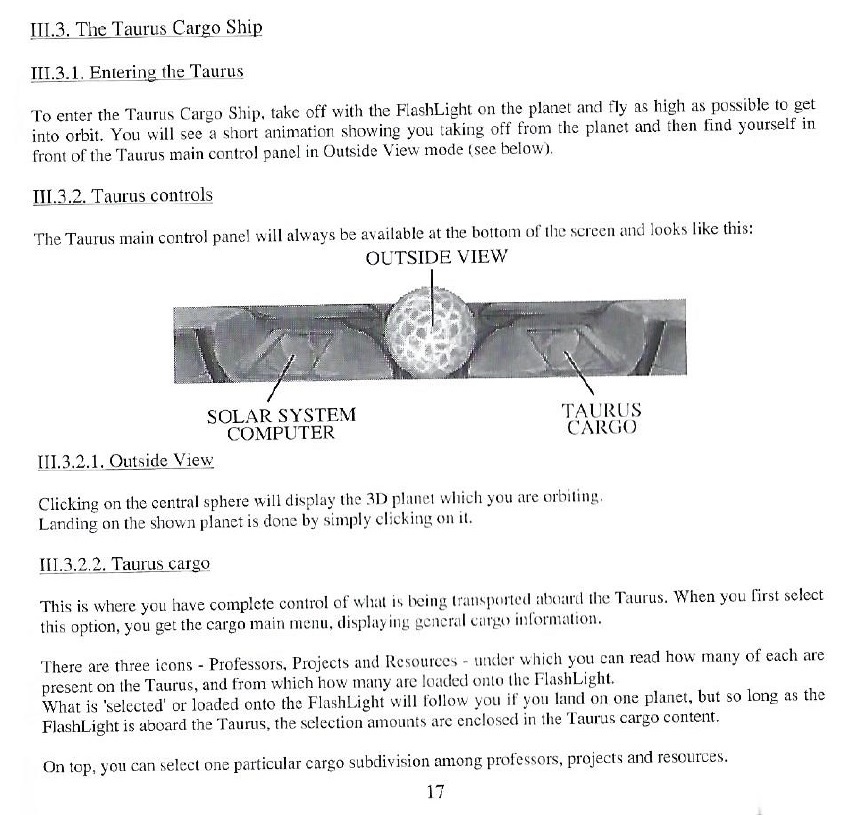 III.3. The Taurus Cargo Ship
III.3.1. Entering the Taurus
To enter the Taurus Cargo Ship, take off with the FlashLight on the planet and fly as high as possible to get
into orbit. You will see a short animation showing you taking off from the planet and then find yourself in
front of the Taurus main control panel in Outside View mode (see below).
III.3.2. Taurus controls
The Taurus main control panel will always be available at the bottom of the screen and looks like this:
OUTSIDE VIEW
SOLAR SYSTEM
COMPUTER
TAURUS
CARGO
III.3.2.1. Outside View
Clicking on the central sphere will display the 3D planet which you are orbiting.
Landing on the shown planet is done by simply clicking on it.
III.3.2.2. Taurus cargo
This is where you have complete control of what is being transported aboard the Taurus. When you first select
this option, you get the cargo main menu, displaying general cargo information.
There are three icons - Professors, Projects and Resources - under which you can read how many of each are
present on the Taurus, and from which how many are loaded onto the FlashLight.
What is 'selected' or loaded onto the FlashLight will follow you if you land on one planet, but so long as the
FlashLight is aboard the Taurus, the selection amounts are enclosed in the Taurus cargo content.
On top, you can select one particular cargo subdivision among professors, projects and resources.
17